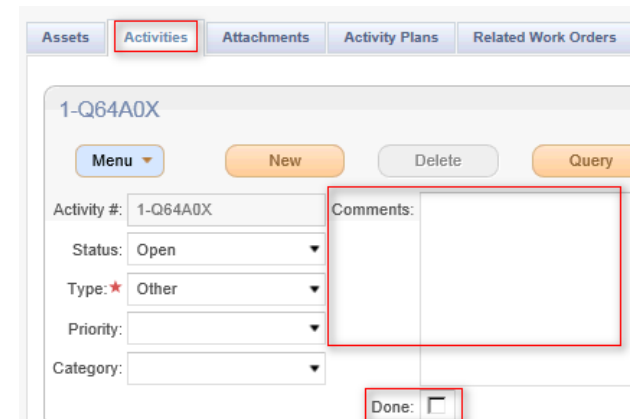 Assets Activities Attachments Activity Plans Related Work Orders
1-Q64A0X
Menu New Delete Query
Activity #: 1-Q64A0X Comments:
Status: Open
Type:★ Other
Priority:
Category:
Done: